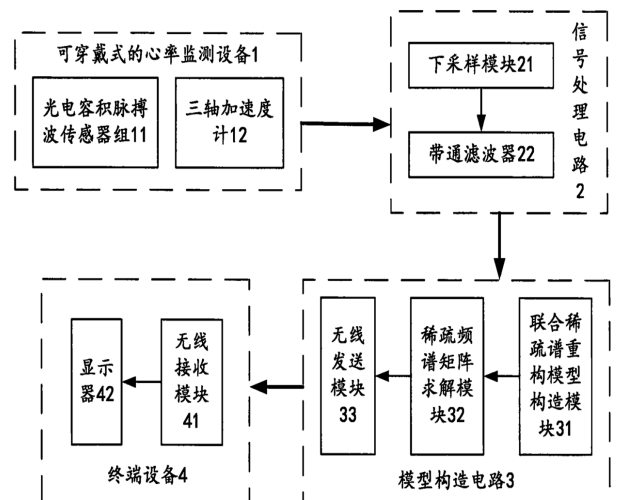 可穿戴式的心率监测设备1
光电容积脉搏
波传感器组11
三轴加速度
计12
信
号
处
理
电
路
2
下采样模块21
带通滤波器22
联合稀
疏谱重
构模型
构造模
块31
稀疏频
谱矩阵
求解模
块32
无线
发送
模块
33
模型构造电路3
无线
接收
模块
41
显示
器42
终端设备4